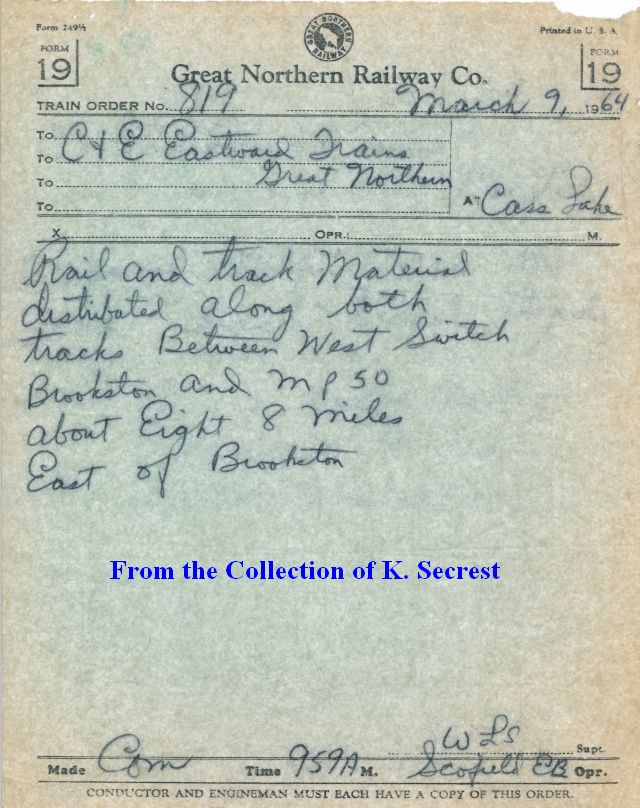 Form 249½
Printed in U. S. A.
GREAT NORTHERN RAILWAY
FORM 19
FORM 19
Great Northern Railway Co.
TRAIN ORDER No. 819 March 9, 1964
To C & E Eastward Trains
To Great Northern
To
To
At Cass Lake
X OPR.: M.
Rail and track Material
distributed along both
tracks Between West Switch
Brookston and MP 50
about Eight 8 miles
East of Brookston
From the Collection of K. Secrest
WLS Supt.
Made Com Time 959A M. Scofield EB Opr.
CONDUCTOR AND ENGINEMAN MUST EACH HAVE A COPY OF THIS ORDER.